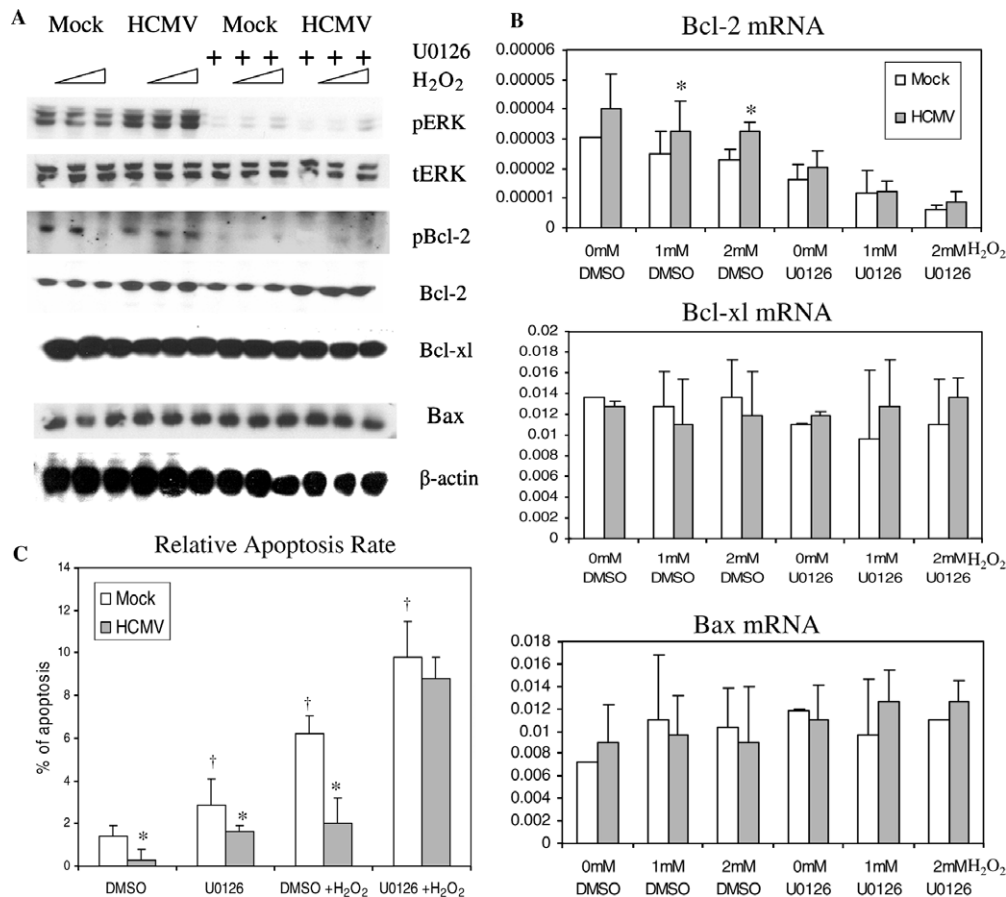 A
Mock HCMV Mock HCMV
+ + + + + + U0126
H₂O₂
pERK
tERK
pBcl-2
Bcl-2
Bcl-xl
Bax
β-actin
B
Bcl-2 mRNA
0.00006
0.00005
0.00004
0.00003
0.00002
0.00001
0
* *
Mock
HCMV
0mM 1mM 2mM 0mM 1mM 2mM H₂O₂
DMSO DMSO DMSO U0126 U0126 U0126
Bcl-xl mRNA
0.02
0.018
0.016
0.014
0.012
0.01
0.008
0.006
0.004
0.002
0
0mM 1mM 2mM 0mM 1mM 2mM H₂O₂
DMSO DMSO DMSO U0126 U0126 U0126
Bax mRNA
0.018
0.016
0.014
0.012
0.01
0.008
0.006
0.004
0.002
0
0mM 1mM 2mM 0mM 1mM 2mM H₂O₂
DMSO DMSO DMSO U0126 U0126 U0126
C
Relative Apoptosis Rate
% of apoptosis
14
12
10
8
6
4
2
0
Mock
HCMV
* † * † * †
DMSO U0126 DMSO +H₂O₂ U0126 +H₂O₂